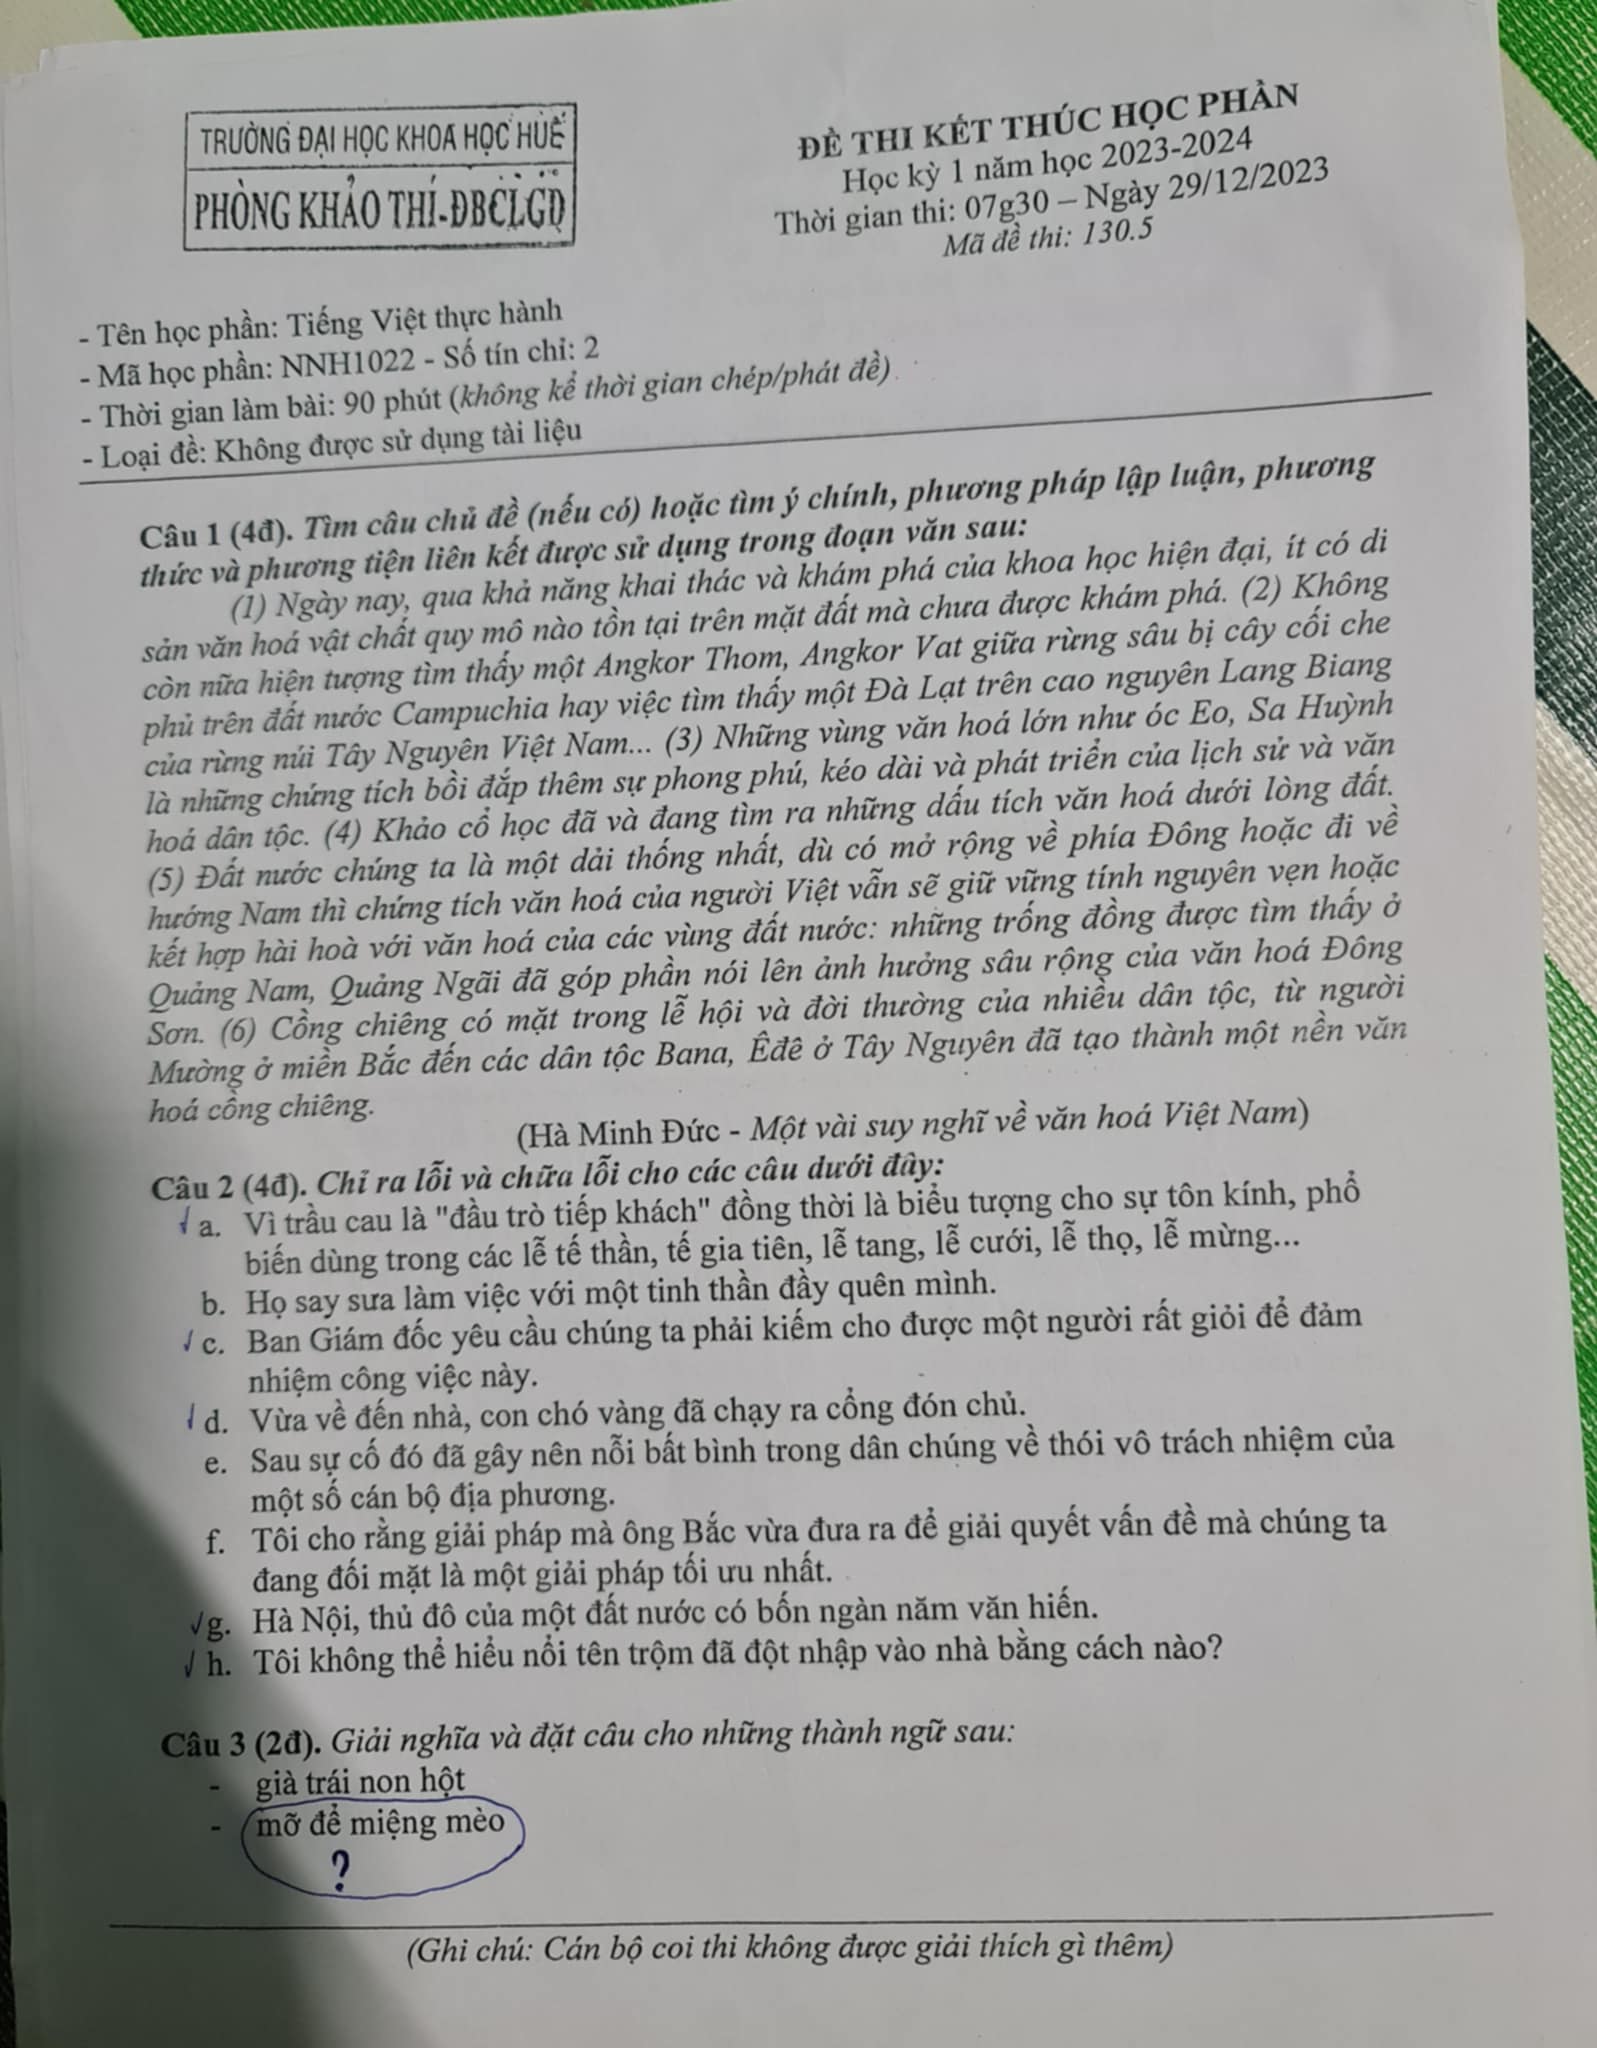 TRƯỜNG ĐẠI HỌC KHOA HỌC HUẾ
PHÒNG KHẢO THÍ-ĐBCLGD
ĐỀ THI KẾT THÚC HỌC PHẦN
Học kỳ 1 năm học 2023-2024
Thời gian thi: 07g30 – Ngày 29/12/2023
Mã đề thi: 130.5
- Tên học phần: Tiếng Việt thực hành
- Mã học phần: NNH1022 - Số tín chỉ: 2
- Thời gian làm bài: 90 phút (không kể thời gian chép/phát đề)
- Loại đề: Không được sử dụng tài liệu
Câu 1 (4đ). Tìm câu chủ đề (nếu có) hoặc tìm ý chính, phương pháp lập luận, phương
thức và phương tiện liên kết được sử dụng trong đoạn văn sau:
(1) Ngày nay, qua khả năng khai thác và khám phá của khoa học hiện đại, ít có di
sản văn hoá vật chất quy mô nào tồn tại trên mặt đất mà chưa được khám phá. (2) Không
còn nữa hiện tượng tìm thấy một Angkor Thom, Angkor Vat giữa rừng sâu bị cây cối che
phủ trên đất nước Campuchia hay việc tìm thấy một Đà Lạt trên cao nguyên Lang Biang
của rừng núi Tây Nguyên Việt Nam... (3) Những vùng văn hoá lớn như óc Eo, Sa Huỳnh
là những chứng tích bồi đắp thêm sự phong phú, kéo dài và phát triển của lịch sử và văn
hoá dân tộc. (4) Khảo cổ học đã và đang tìm ra những dấu tích văn hoá dưới lòng đất.
(5) Đất nước chúng ta là một dải thống nhất, dù có mở rộng về phía Đông hoặc đi về
hướng Nam thì chứng tích văn hoá của người Việt vẫn sẽ giữ vững tính nguyên vẹn hoặc
kết hợp hài hoà với văn hoá của các vùng đất nước: những trống đồng được tìm thấy ở
Quảng Nam, Quảng Ngãi đã góp phần nói lên ảnh hưởng sâu rộng của văn hoá Đông
Sơn. (6) Cồng chiêng có mặt trong lễ hội và đời thường của nhiều dân tộc, từ người
Mường ở miền Bắc đến các dân tộc Bana, Êđê ở Tây Nguyên đã tạo thành một nền văn
hoá cồng chiêng.
(Hà Minh Đức - Một vài suy nghĩ về văn hoá Việt Nam)
Câu 2 (4đ). Chỉ ra lỗi và chữa lỗi cho các câu dưới đây:
√ a. Vì trầu cau là "đầu trò tiếp khách" đồng thời là biểu tượng cho sự tôn kính, phổ
biến dùng trong các lễ tế thần, tế gia tiên, lễ tang, lễ cưới, lễ thọ, lễ mừng...
b. Họ say sưa làm việc với một tinh thần đầy quên mình.
√ c. Ban Giám đốc yêu cầu chúng ta phải kiếm cho được một người rất giỏi để đảm
nhiệm công việc này.
√ d. Vừa về đến nhà, con chó vàng đã chạy ra cổng đón chủ.
e. Sau sự cố đó đã gây nên nỗi bất bình trong dân chúng về thói vô trách nhiệm của
một số cán bộ địa phương.
f. Tôi cho rằng giải pháp mà ông Bắc vừa đưa ra để giải quyết vấn đề mà chúng ta
đang đối mặt là một giải pháp tối ưu nhất.
√ g. Hà Nội, thủ đô của một đất nước có bốn ngàn năm văn hiến.
√ h. Tôi không thể hiểu nổi tên trộm đã đột nhập vào nhà bằng cách nào?
Câu 3 (2đ). Giải nghĩa và đặt câu cho những thành ngữ sau:
- già trái non hột
- mỡ để miệng mèo
?
(Ghi chú: Cán bộ coi thi không được giải thích gì thêm)